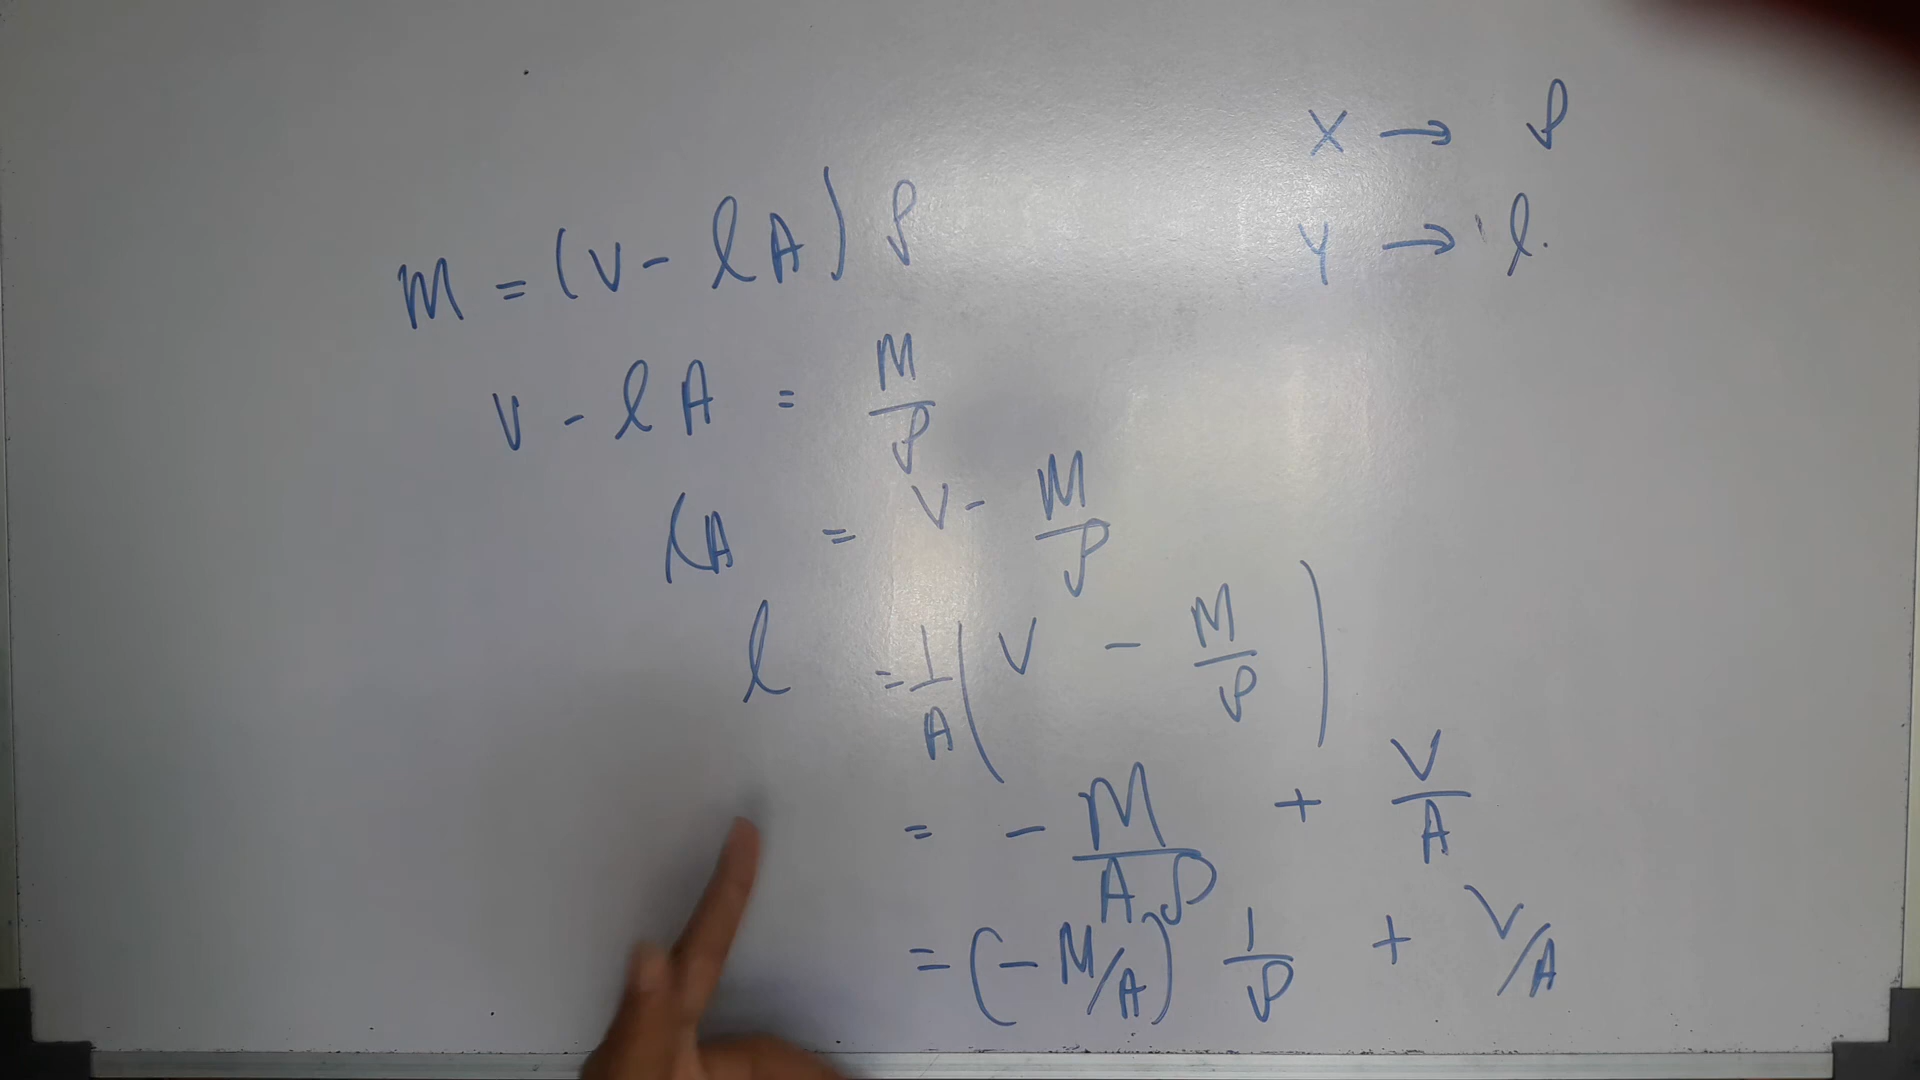 X → ρ
Y → l.
M = (V - lA) ρ
V - lA = M/ρ
lA = V - M/ρ
l = 1/A (V - M/ρ)
= - M/Aρ + V/A
= (- M/A) 1/ρ + V/A